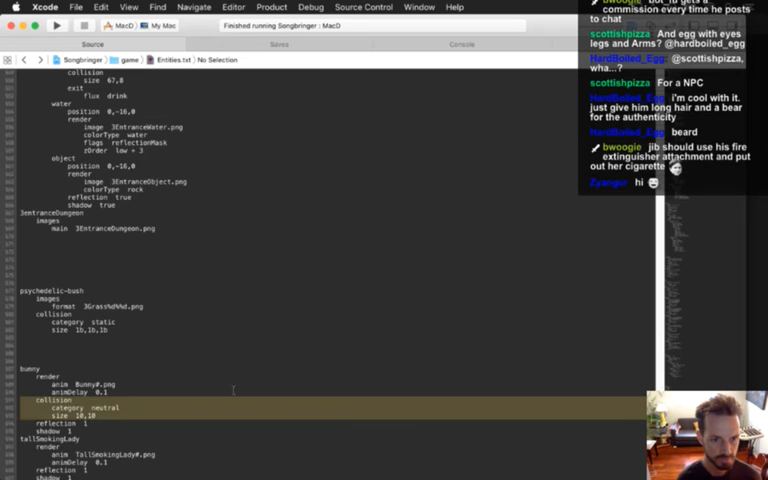 Xcode File Edit View Find Navigate Editor Product Debug Source Control Window Help
MacD My Mac
Finished running Songbringer : MacD
Source
Saves
Console
Songbringer game Entities.txt No Selection
collision
size 67,8
exit
flux drink
water
position 0,-16,0
render
image 3EntranceWater.png
colorType water
flags reflectionMask
zOrder low + 3
object
position 0,-16,0
render
image 3EntranceObject.png
colorType rock
reflection true
shadow true
3entranceDungeon
images
main 3EntranceDungeon.png
psychedelic-bush
images
format 3Grass%d%%d.png
collision
category static
size lb,lb,lb
bunny
render
anim Bunny#.png
animDelay 0.1
collision
category neutral
size 10,10
reflection 1
shadow 1
tallSmokingLady
render
anim TallSmokingLady#.png
animDelay 0.1
reflection 1
shadow 1
commission every time he posts
to chat
scottishpizza And egg with eyes
legs and Arms? @hardboiled_egg
HardBoiled_Egg: @scottishpizza,
wha...?
scottishpizza For a NPC
HardBoiled_Egg: i'm cool with it.
just give him long hair and a bear
for the authenticity
HardBoiled_Egg: beard
bwoogie jib should use his fire
extinguisher attachment and put
out her cigarette
Zyangur hi